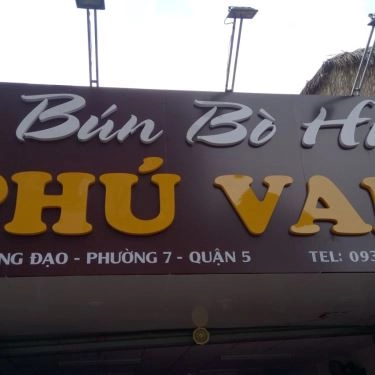 Bún Bò H
PHÚ VA
NG ĐẠO - PHƯỜNG 7 - QUẬN 5 TEL: 093